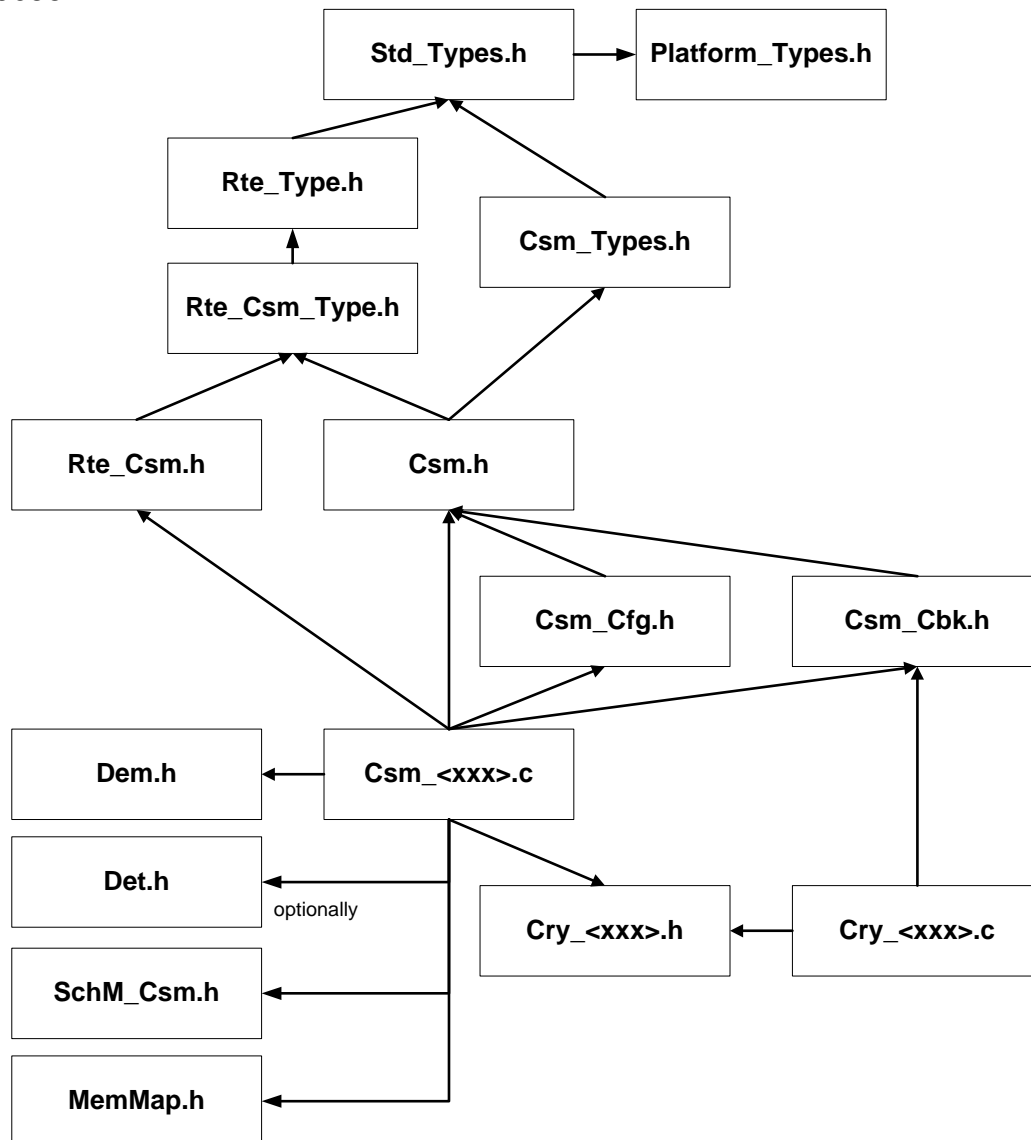 Std_Types.h
Platform_Types.h
Rte_Type.h
Csm_Types.h
Rte_Csm_Type.h
Rte_Csm.h
Csm.h
Csm_Cfg.h
Csm_Cbk.h
Dem.h
Csm_<xxx>.c
Det.h
optionally
Cry_<xxx>.h
Cry_<xxx>.c
SchM_Csm.h
MemMap.h